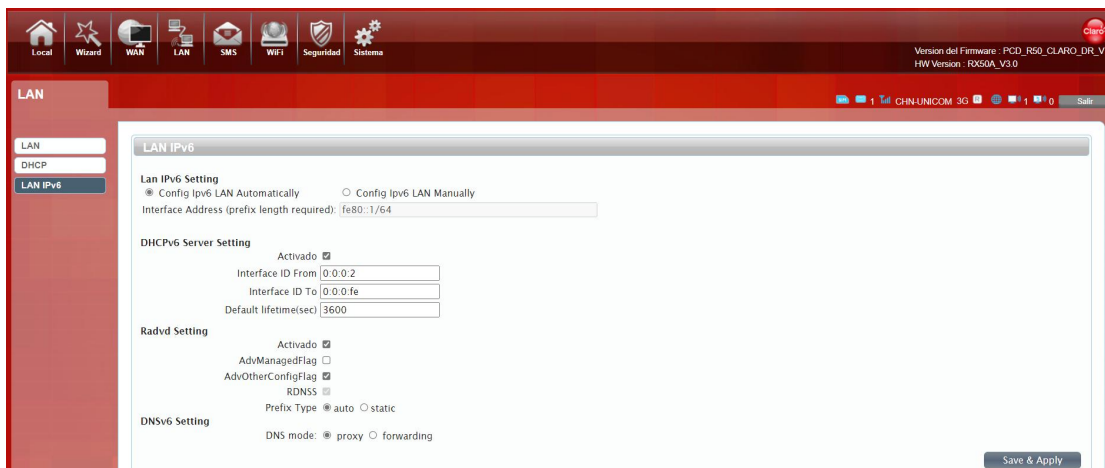 Local Wizard WAN LAN SMS WiFi Seguridad Sistema
Claro
Version del Firmware : PCD_R50_CLARO_DR_V
HW Version : RX50A_V3.0
LAN
1 CHN-UNICOM 3G R 1 0 Salir
LAN
DHCP
LAN IPv6
LAN IPv6
Lan IPv6 Setting
Config Ipv6 LAN Automatically Config Ipv6 LAN Manually
Interface Address (prefix length required): fe80::1/64
DHCPv6 Server Setting
Activado
Interface ID From 0:0:0:2
Interface ID To 0:0:0:fe
Default lifetime(sec) 3600
Radvd Setting
Activado
AdvManagedFlag
AdvOtherConfigFlag
RDNSS
Prefix Type auto static
DNSv6 Setting
DNS mode: proxy forwarding
Save & Apply